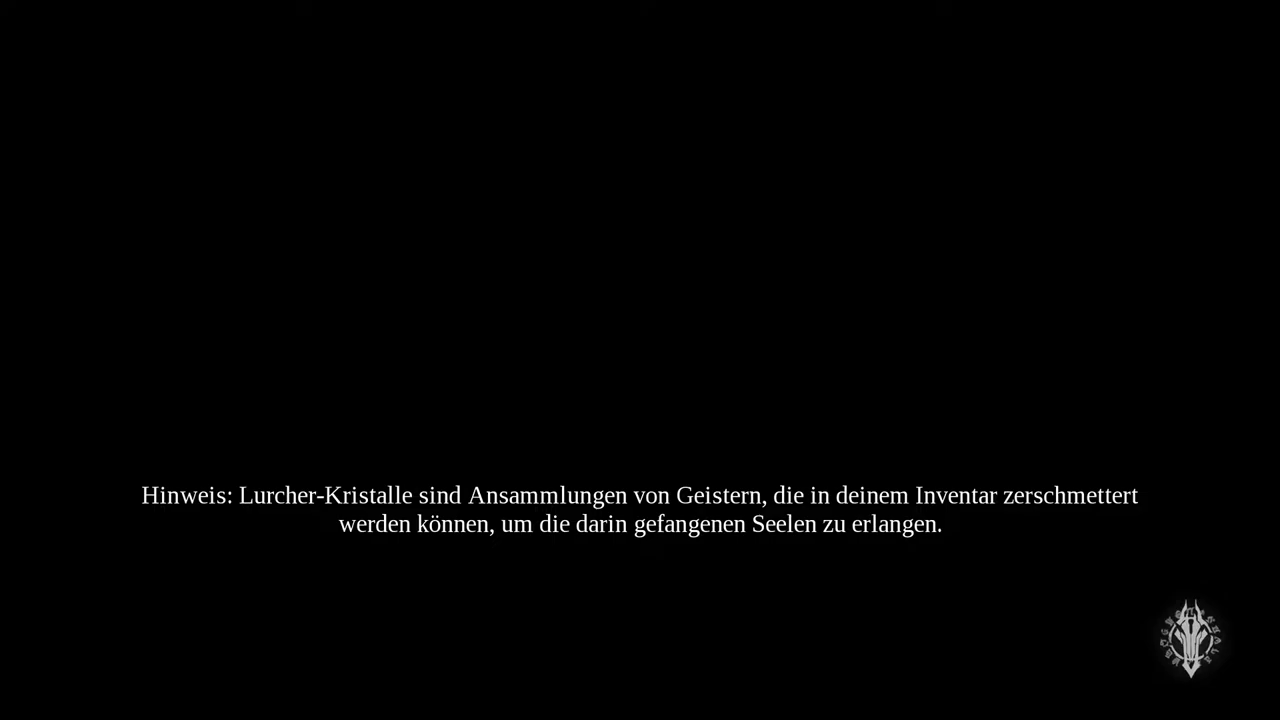 Hinweis: Lurcher-Kristalle sind Ansammlungen von Geistern, die in deinem Inventar zerschmettert
werden können, um die darin gefangenen Seelen zu erlangen.